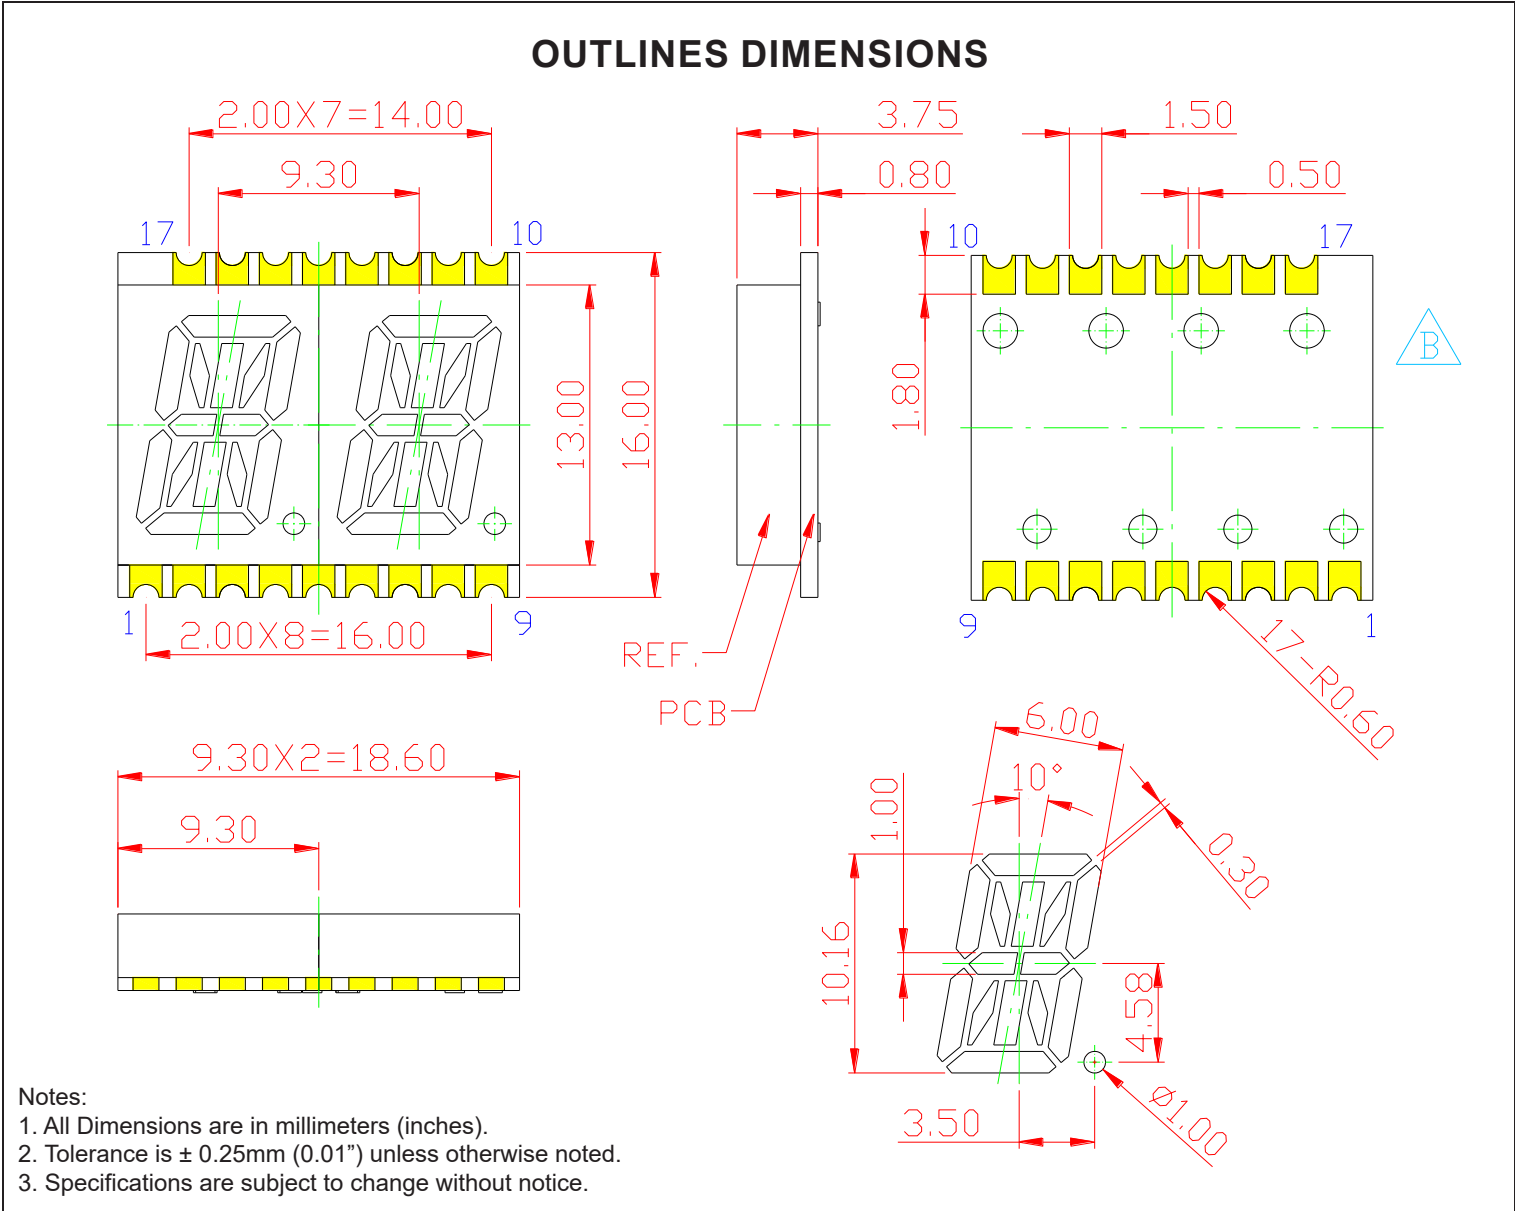 OUTLINES DIMENSIONS
2.00X7=14.00
3.75
1.50
9.30
0.80
0.50
17
10
10
17
1.80
B
13.00
16.00
1
9
9
1
2.00X8=16.00
REF.
PCB
17-R0.60
9.30X2=18.60
9.30
6.00
10°
1.00
0.30
10.16
4.58
3.50
Ø1.00
Notes:
1. All Dimensions are in millimeters (inches).
2. Tolerance is ± 0.25mm (0.01”) unless otherwise noted.
3. Specifications are subject to change without notice.